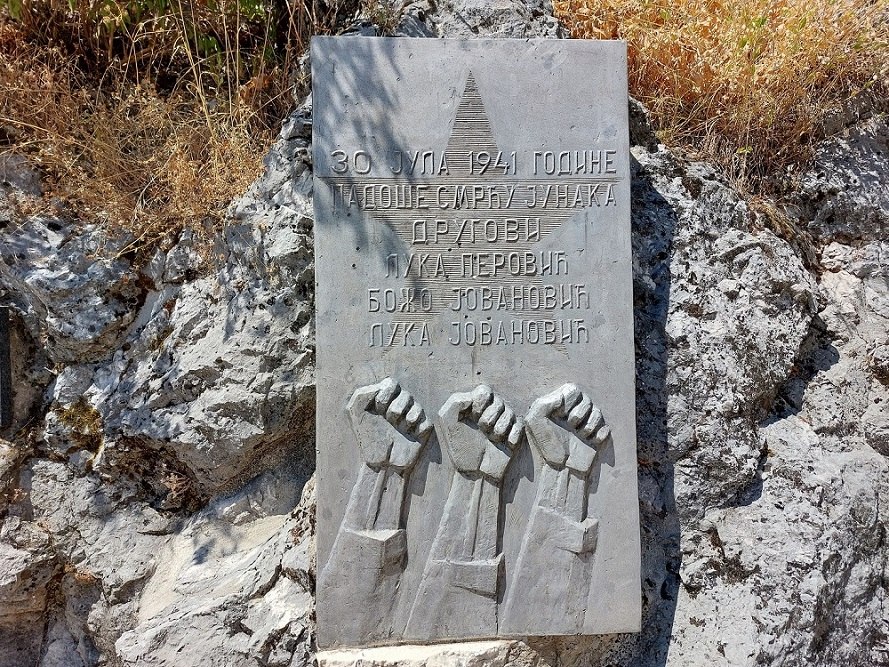 30 ЈУЛА 1941 ГОДИНЕ
ПАДОШЕ СМРЋУ ЈУНАКА
ДРУГОВИ
ЛУКА ПЕРОВИЋ
БОЖО ЈОВАНОВИЋ
ЛУКА ЈОВАНОВИЋ